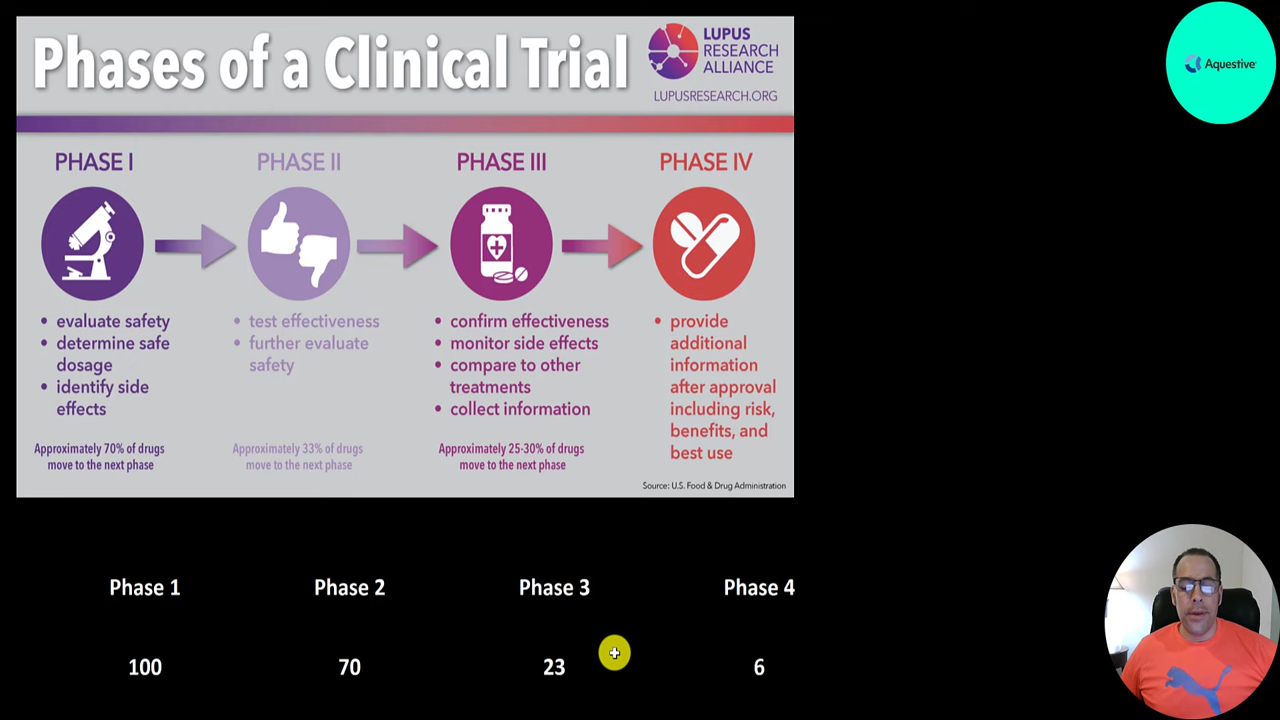 Phases of a Clinical Trial
LUPUS
RESEARCH
ALLIANCE
LUPUSRESEARCH.ORG
Aquestive
PHASE I
PHASE II
PHASE III
PHASE IV
• evaluate safety
• determine safe
dosage
• identify side
effects
Approximately 70% of drugs
move to the next phase
• test effectiveness
• further evaluate
safety
Approximately 33% of drugs
move to the next phase
• confirm effectiveness
• monitor side effects
• compare to other
treatments
• collect information
Approximately 25-30% of drugs
move to the next phase
• provide
additional
information
after approval
including risk,
benefits, and
best use
Source: U.S. Food & Drug Administration
Phase 1
Phase 2
Phase 3
Phase 4
100
70
23
6